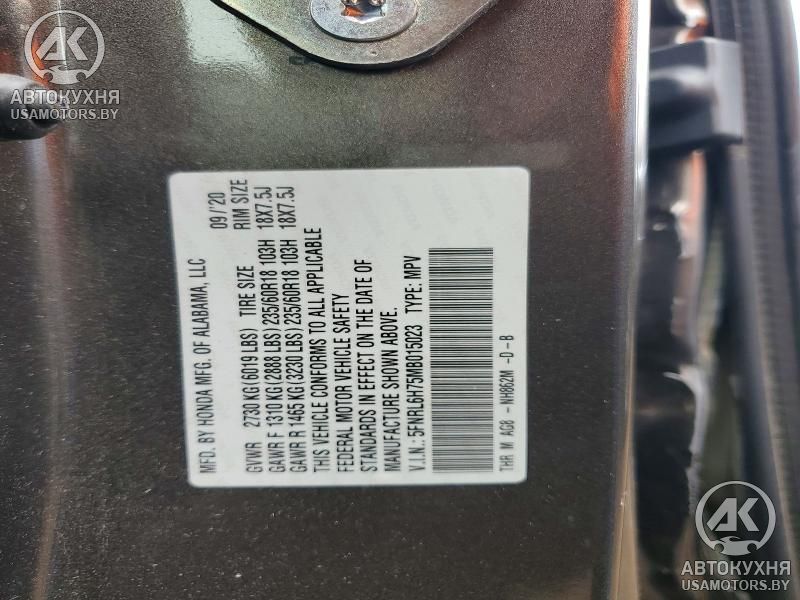 АВТОКУХНЯ
USAMOTORS.BY
MFD. BY HONDA MFG. OF ALABAMA, LLC 09/'20
GVWR 2730 KG(6019 LBS) TIRE SIZE RIM SIZE
GAWR F 1310 KG(2888 LBS) 235/60R18 103H 18X7.5J
GAWR R 1465 KG(3230 LBS) 235/60R18 103H 18X7.5J
THIS VEHICLE CONFORMS TO ALL APPLICABLE
FEDERAL MOTOR VEHICLE SAFETY
STANDARDS IN EFFECT ON THE DATE OF
MANUFACTURE SHOWN ABOVE.
V.I.N.: 5FNRL6H75MB015023 TYPE: MPV
THR M AG8 - NH862M -D-B
АК
АВТОКУХНЯ
USAMOTORS.BY